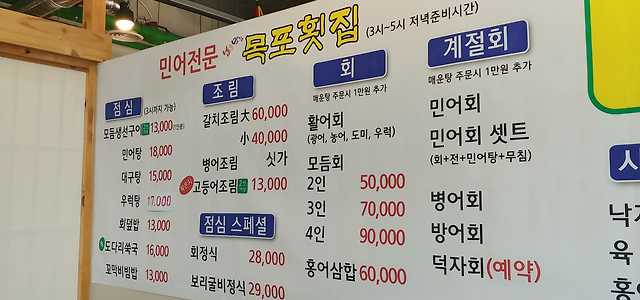 민어전문 목포횟집 (3시~5시 저녁준비시간)
점심 (3시까지 가능)
모듬생선구이 13,000
민어탕 18,000
대구탕 15,000
우럭탕 17,000
회덮밥 13,000
도다리쑥국 16,000
꼬막비빔밥 13,000
조림
갈치조림 大 60,000
小 40,000
병어조림 싯가
고등어조림 13,000
점심 스페셜
회정식 28,000
보리굴비정식 29,000
회
매운탕 주문시 1만원 추가
활어회
(광어, 농어, 도미, 우럭)
모듬회
2인 50,000
3인 70,000
4인 90,000
홍어삼합 60,000
계절회
매운탕 주문시 1만원 추가
민어회
민어회 셋트
(회+전+민어탕+무침)
병어회
방어회
덕자회(예약)
육